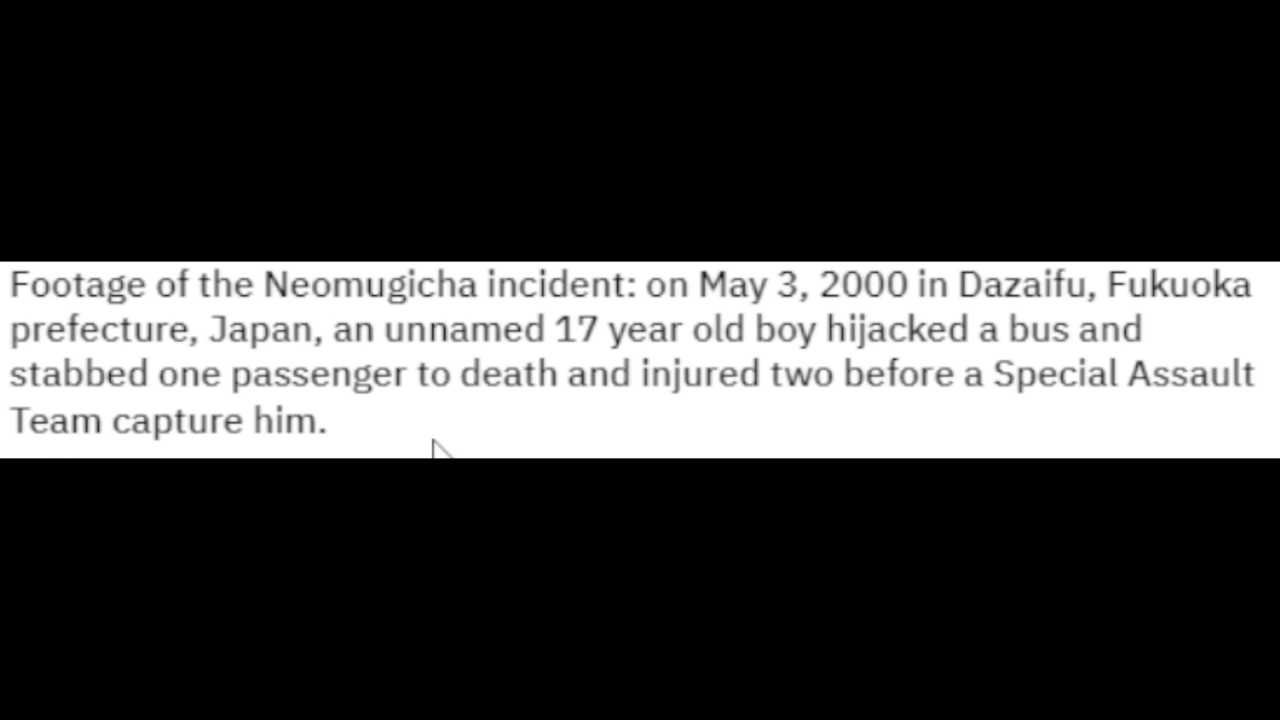 Footage of the Neomugicha incident: on May 3, 2000 in Dazaifu, Fukuoka
prefecture, Japan, an unnamed 17 year old boy hijacked a bus and
stabbed one passenger to death and injured two before a Special Assault
Team capture him.